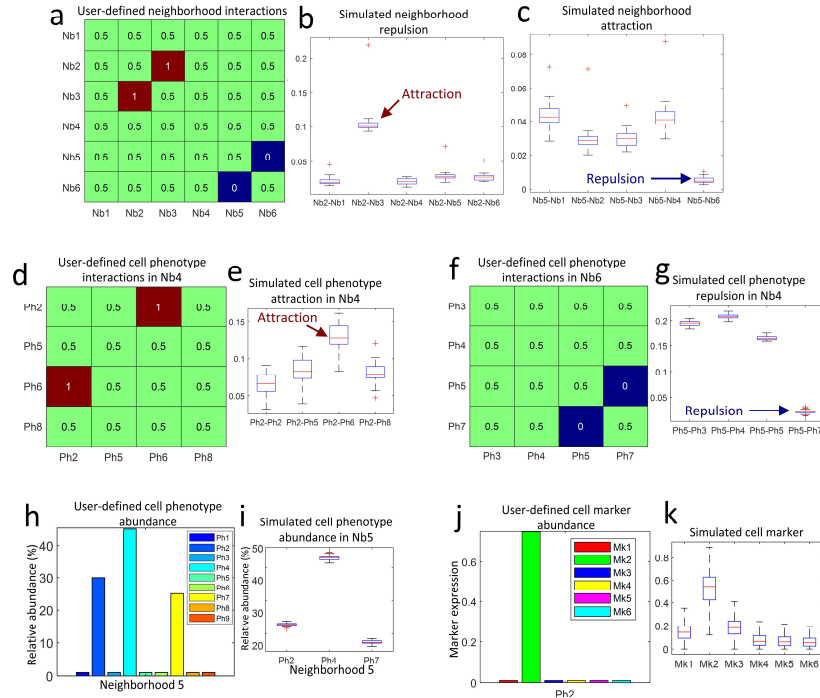 a
User-defined neighborhood interactions
Nb1 0.5 0.5 0.5 0.5 0.5 0.5
Nb2 0.5 0.5 1 0.5 0.5 0.5
Nb3 0.5 1 0.5 0.5 0.5 0.5
Nb4 0.5 0.5 0.5 0.5 0.5 0.5
Nb5 0.5 0.5 0.5 0.5 0.5 0
Nb6 0.5 0.5 0.5 0.5 0 0.5
Nb1 Nb2 Nb3 Nb4 Nb5 Nb6
b
Simulated neighborhood
repulsion
0.2
0.15
0.1
0.05
Attraction
Nb2-Nb1 Nb2-Nb3 Nb2-Nb4 Nb2-Nb5 Nb2-Nb6
c
Simulated neighborhood
attraction
0.08
0.06
0.04
0.02
0
Repulsion
Nb5-Nb1 Nb5-Nb2 Nb5-Nb3 Nb5-Nb4 Nb5-Nb6
d
User-defined cell phenotype
interactions in Nb4
Ph2 0.5 0.5 1 0.5
Ph5 0.5 0.5 0.5 0.5
Ph6 1 0.5 0.5 0.5
Ph8 0.5 0.5 0.5 0.5
Ph2 Ph5 Ph6 Ph8
e
Simulated cell phenotype
attraction in Nb4
0.15
0.1
0.05
Attraction
Ph2-Ph2 Ph2-Ph5 Ph2-Ph6 Ph2-Ph8
f
User-defined cell phenotype
interactions in Nb6
Ph3 0.5 0.5 0.5 0.5
Ph4 0.5 0.5 0.5 0.5
Ph5 0.5 0.5 0.5 0
Ph7 0.5 0.5 0 0.5
Ph3 Ph4 Ph5 Ph7
g
Simulated cell phenotype
repulsion in Nb4
0.2
0.15
0.1
0.05
Repulsion
Ph5-Ph3 Ph5-Ph4 Ph5-Ph5 Ph5-Ph7
h
User-defined cell phenotype
abundance
Relative abundance (%)
40
30
20
10
0
Ph1
Ph2
Ph3
Ph4
Ph5
Ph6
Ph7
Ph8
Ph9
Neighborhood 5
i
Simulated cell phenotype
abundance in Nb5
Relative abundance (%)
50
40
30
20
Ph2 Ph4 Ph7
Neighborhood 5
j
User-defined cell marker
abundance
Marker expression
0.6
0.4
0.2
0
Mk1
Mk2
Mk3
Mk4
Mk5
Mk6
Ph2
k
Simulated cell marker
0.8
0.6
0.4
0.2
0
Mk1 Mk2 Mk3 Mk4 Mk5 Mk6